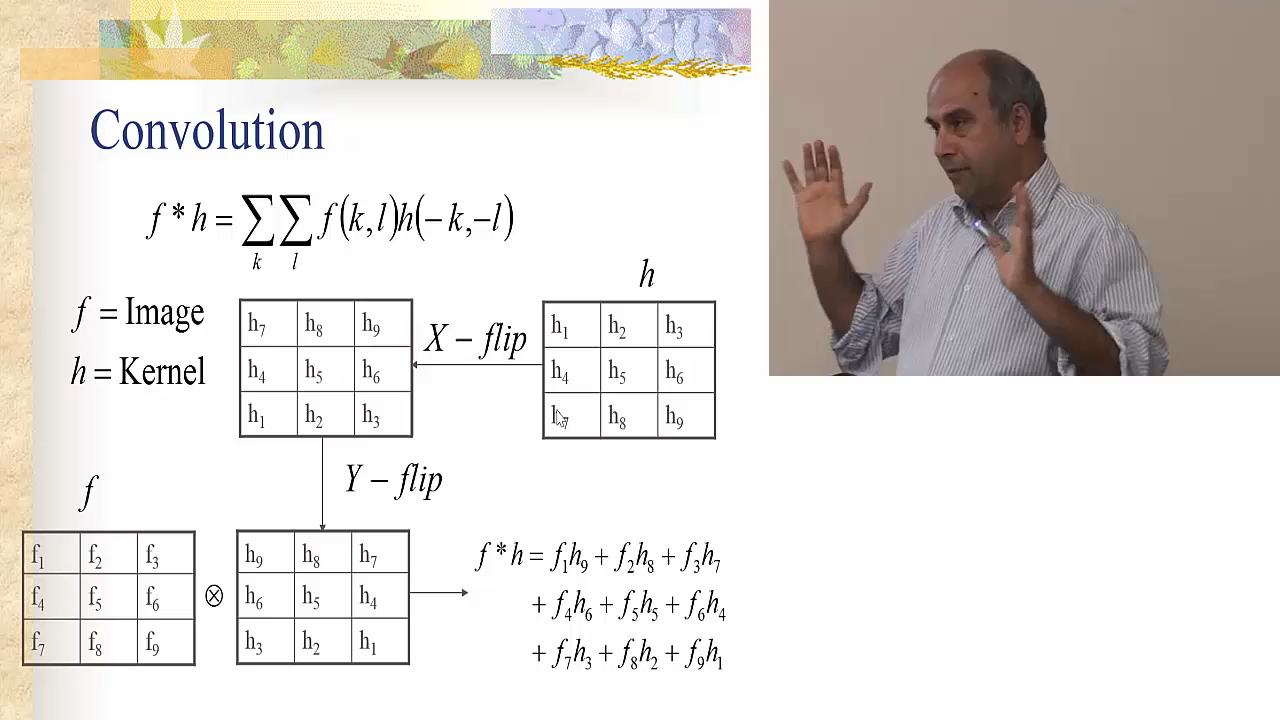 Convolution
f * h = ∑ₖ ∑ₗ f(k, l)h(−k,−l)
f = Image
h = Kernel
h
h₇ h₈ h₉
h₄ h₅ h₆
h₁ h₂ h₃
X − flip
h₁ h₂ h₃
h₄ h₅ h₆
h₇ h₈ h₉
Y − flip
f
f₁ f₂ f₃
f₄ f₅ f₆
f₇ f₈ f₉
⊗
h₉ h₈ h₇
h₆ h₅ h₄
h₃ h₂ h₁
f * h = f₁h₉ + f₂h₈ + f₃h₇
+ f₄h₆ + f₅h₅ + f₆h₄
+ f₇h₃ + f₈h₂ + f₉h₁